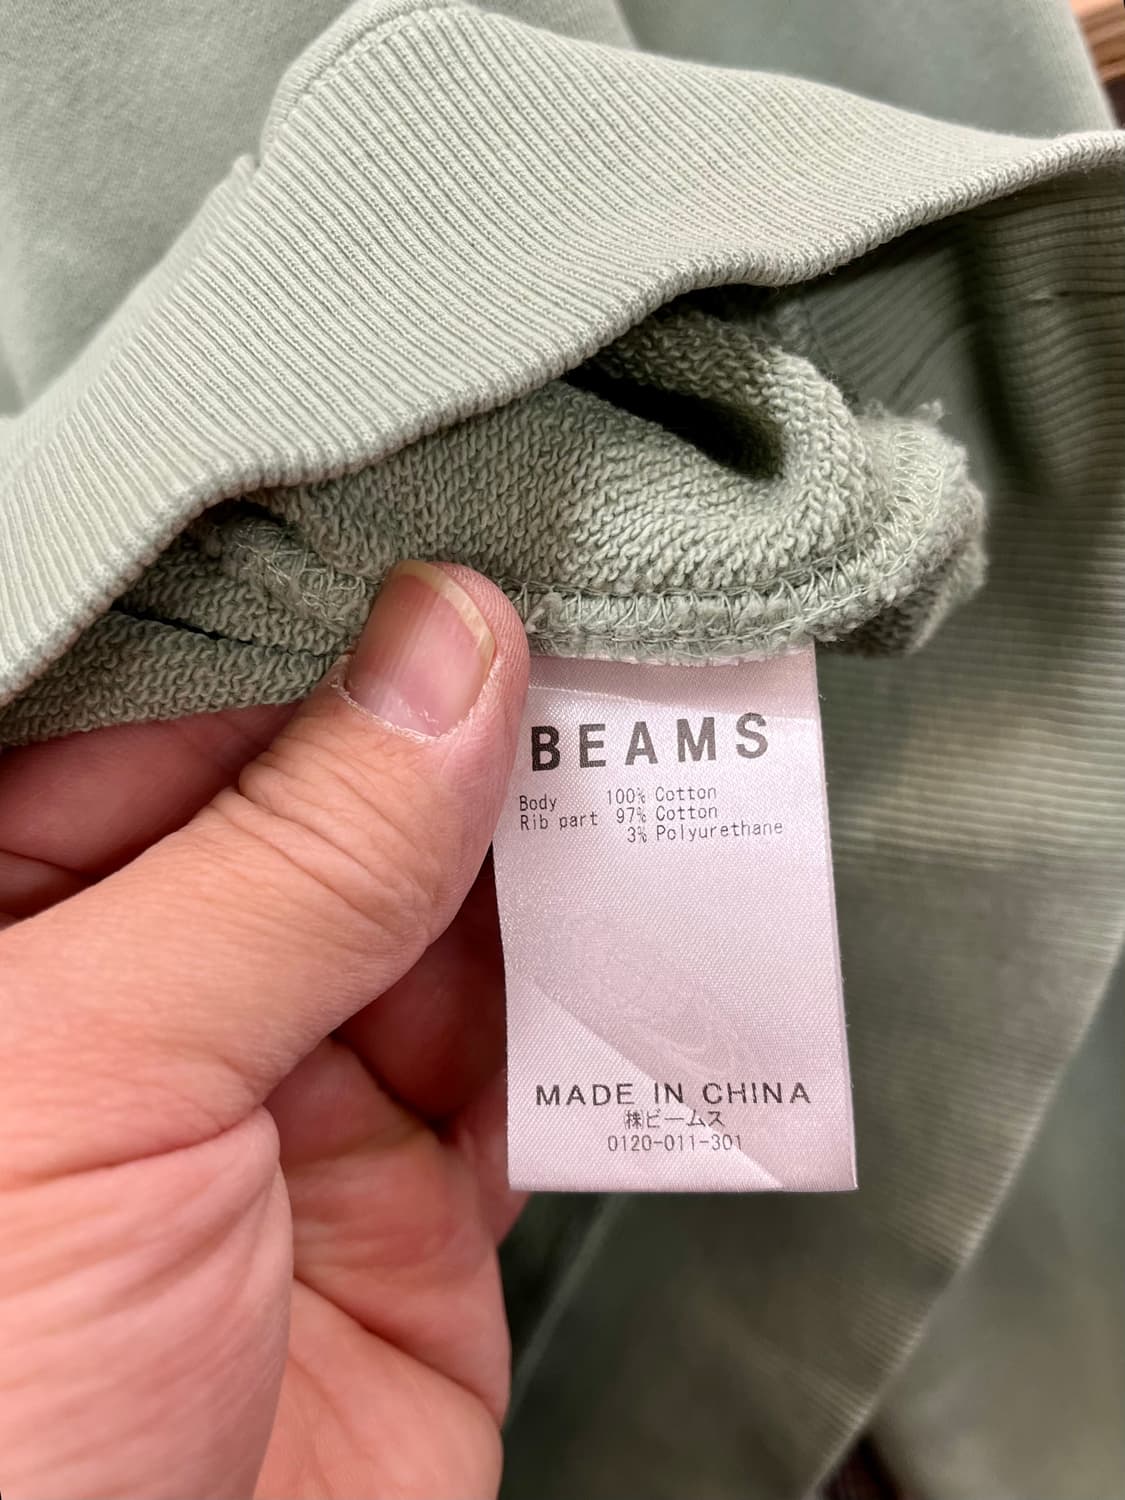 BEAMS
Body 100% Cotton
Rib part 97% Cotton
3% Polyurethane
MADE IN CHINA
㈱ビームス
0120-011-301